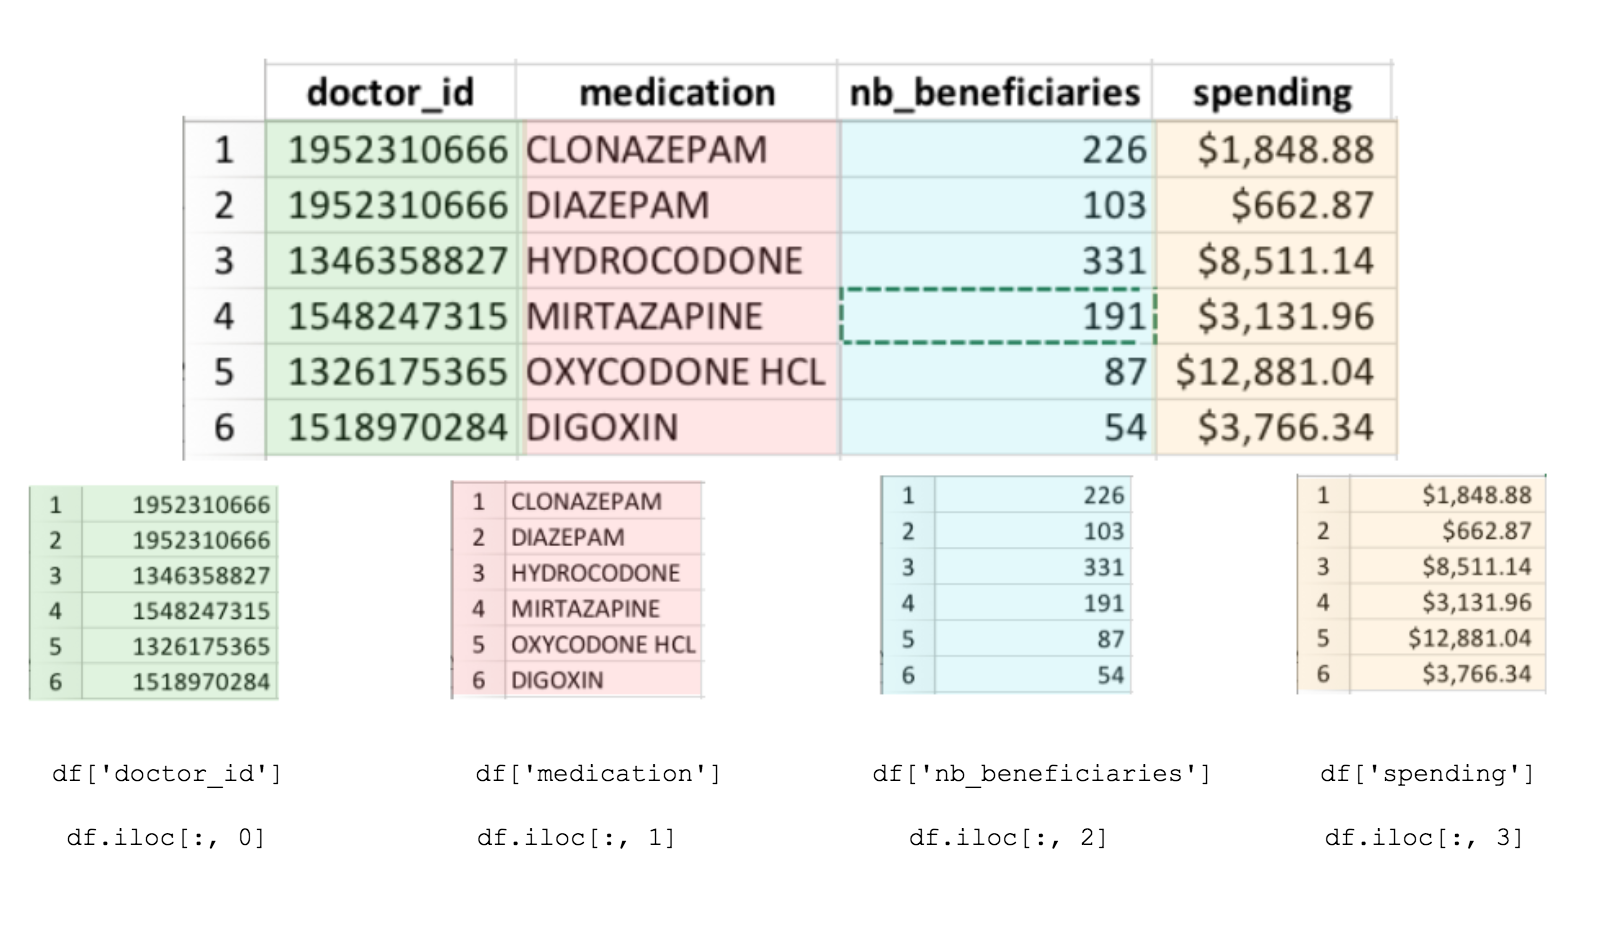 doctor_id medication nb_beneficiaries spending
1 1952310666 CLONAZEPAM 226 $1,848.88
2 1952310666 DIAZEPAM 103 $662.87
3 1346358827 HYDROCODONE 331 $8,511.14
4 1548247315 MIRTAZAPINE 191 $3,131.96
5 1326175365 OXYCODONE HCL 87 $12,881.04
6 1518970284 DIGOXIN 54 $3,766.34
1 1952310666
2 1952310666
3 1346358827
4 1548247315
5 1326175365
6 1518970284
1 CLONAZEPAM
2 DIAZEPAM
3 HYDROCODONE
4 MIRTAZAPINE
5 OXYCODONE HCL
6 DIGOXIN
1 226
2 103
3 331
4 191
5 87
6 54
1 $1,848.88
2 $662.87
3 $8,511.14
4 $3,131.96
5 $12,881.04
6 $3,766.34
df['doctor_id'] df['medication'] df['nb_beneficiaries'] df['spending']
df.iloc[:, 0] df.iloc[:, 1] df.iloc[:, 2] df.iloc[:, 3]